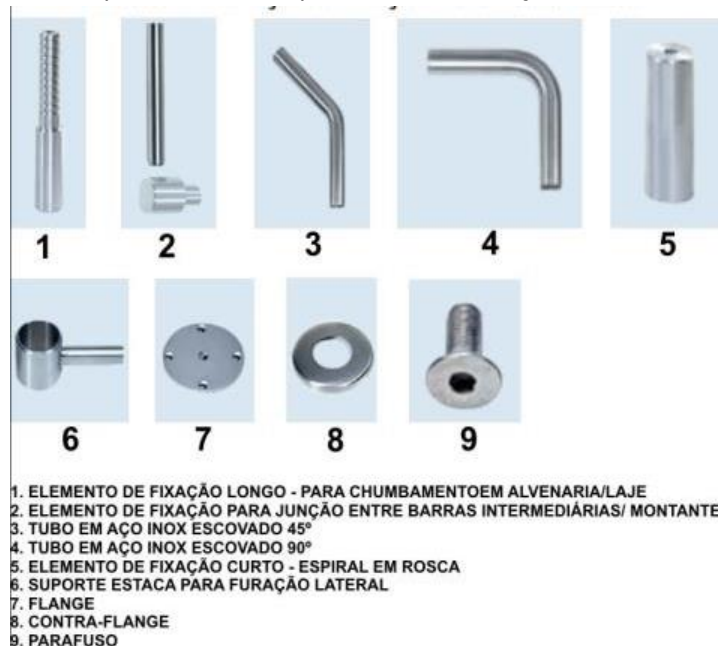 1
2
3
4
5
6
7
8
9
1. ELEMENTO DE FIXAÇÃO LONGO - PARA CHUMBAMENTOEM ALVENARIA/LAJE
2. ELEMENTO DE FIXAÇÃO PARA JUNÇÃO ENTRE BARRAS INTERMEDIÁRIAS/ MONTANTE
3. TUBO EM AÇO INOX ESCOVADO 45º
4. TUBO EM AÇO INOX ESCOVADO 90º
5. ELEMENTO DE FIXAÇÃO CURTO - ESPIRAL EM ROSCA
6. SUPORTE ESTACA PARA FURAÇÃO LATERAL
7. FLANGE
8. CONTRA-FLANGE
9. PARAFUSO